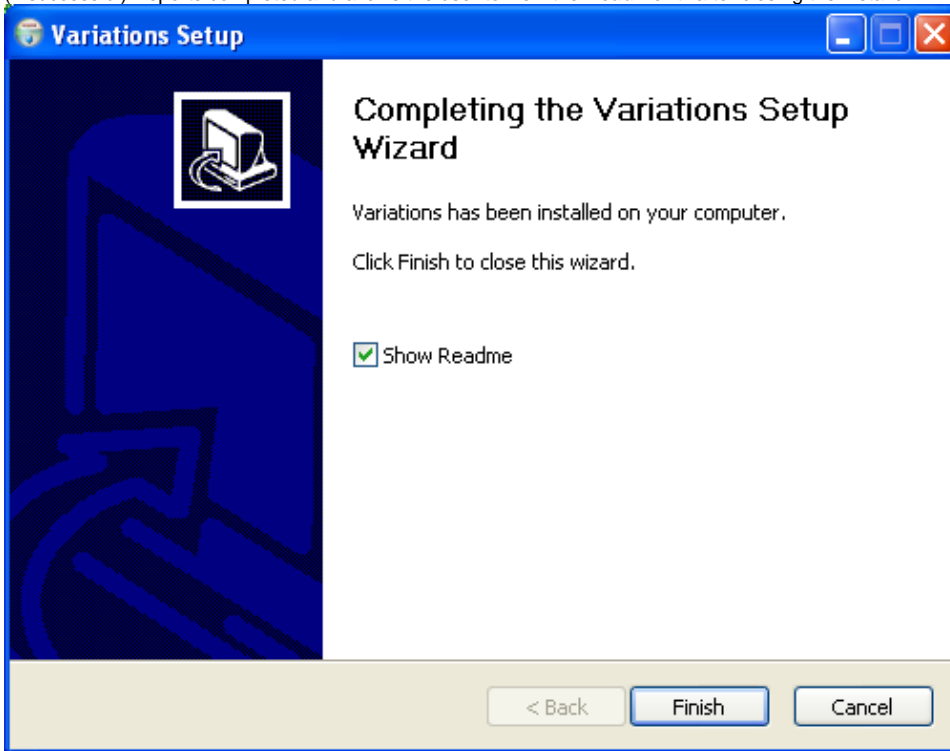 Variations Setup
Completing the Variations Setup
Wizard
Variations has been installed on your computer.
Click Finish to close this wizard.
Show Readme
< Back
Finish
Cancel